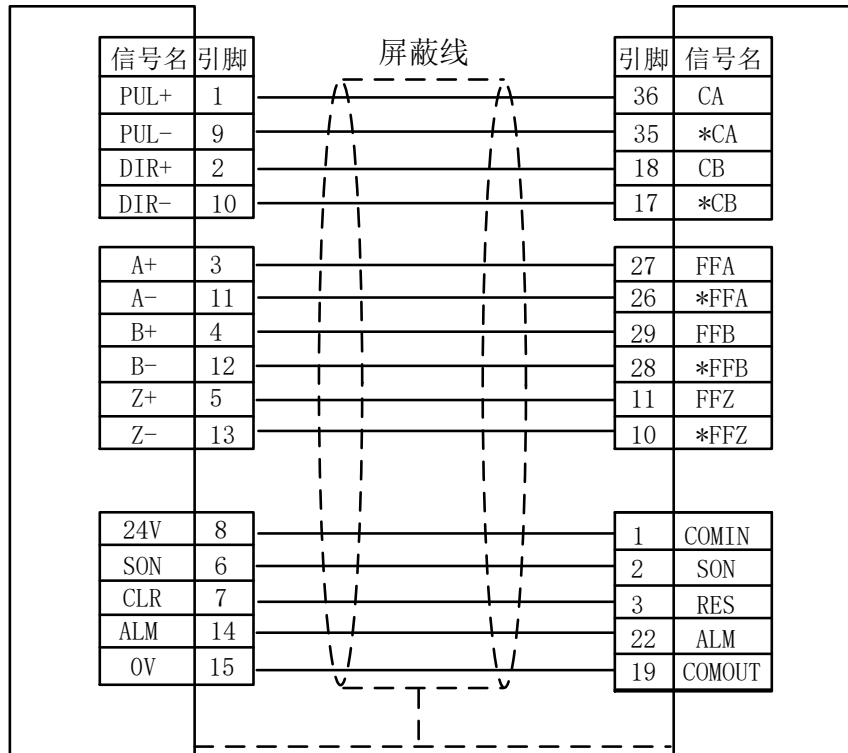 屏蔽线
信号名 引脚 引脚 信号名
PUL+ 1 36 CA
PUL- 9 35 *CA
DIR+ 2 18 CB
DIR- 10 17 *CB
A+ 3 27 FFA
A- 11 26 *FFA
B+ 4 29 FFB
B- 12 28 *FFB
Z+ 5 11 FFZ
Z- 13 10 *FFZ
24V 8 1 COMIN
SON 6 2 SON
CLR 7 3 RES
ALM 14 22 ALM
0V 15 19 COMOUT